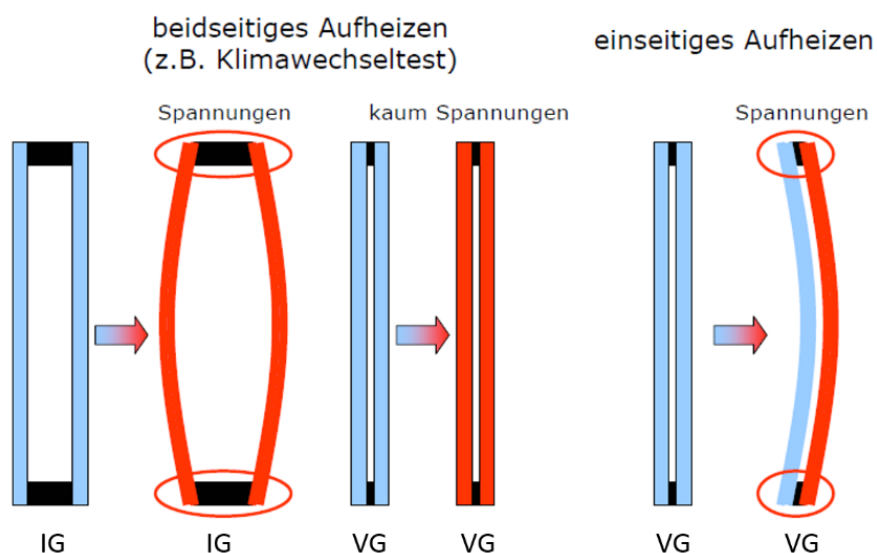 beidseitiges Aufheizen
(z.B. Klimawechseltest)
einseitiges Aufheizen
Spannungen
kaum Spannungen
Spannungen
IG
IG
VG
VG
VG
VG